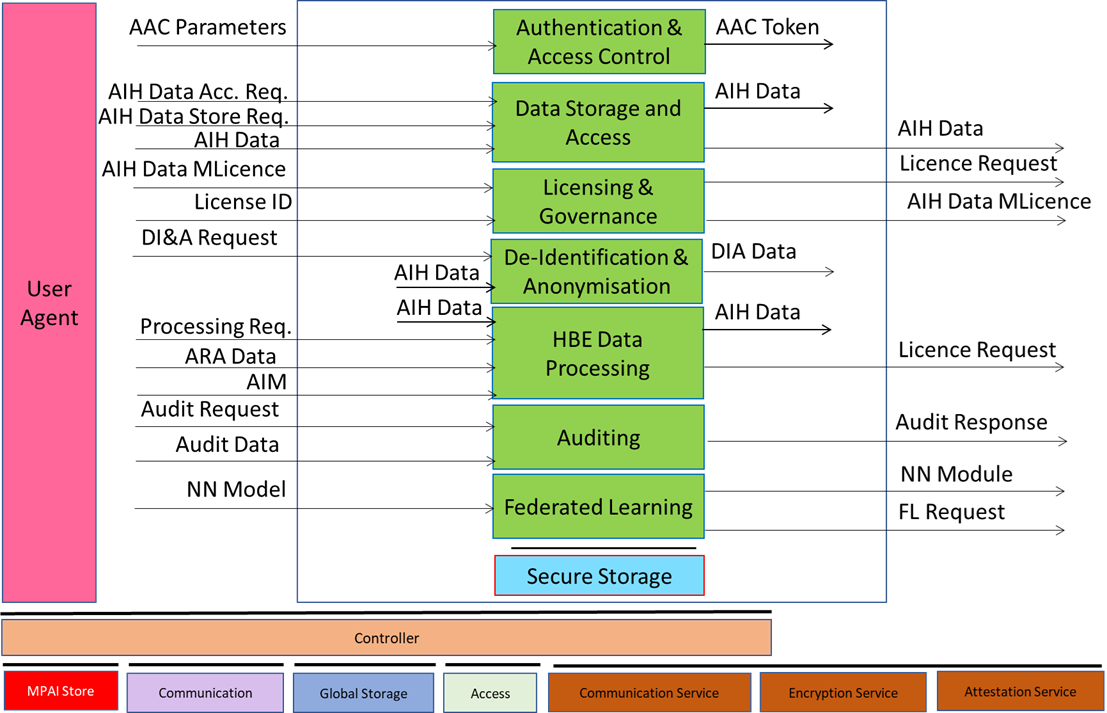 AAC Parameters
Authentication &
Access Control
AAC Token
AIH Data Acc. Req.
AIH Data Store Req.
AIH Data
Data Storage and
Access
AIH Data
AIH Data
AIH Data MLicence
License ID
Licensing &
Governance
Licence Request
AIH Data MLicence
DI&A Request
AIH Data
De-Identification &
Anonymisation
DIA Data
AIH Data
Processing Req.
ARA Data
AIM
HBE Data
Processing
AIH Data
Licence Request
Audit Request
Audit Data
Auditing
Audit Response
NN Model
Federated Learning
NN Module
FL Request
User
Agent
Secure Storage
Controller
MPAI Store
Communication
Global Storage
Access
Communication Service
Encryption Service
Attestation Service